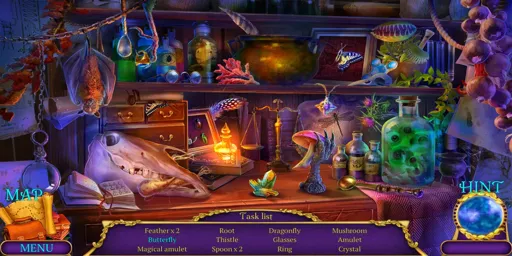 MAP
HINT
Task list
Feather x 2 Root Dragonfly Mushroom
Butterfly Thistle Glasses Amulet
Magical amulet Spoon x 2 Ring Crystal
MENU